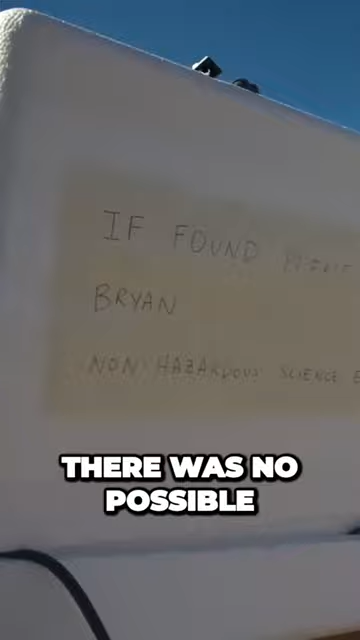 IF FOUND
BRYAN
NON HAZARDOUS SCIENCE
THERE WAS NO
POSSIBLE